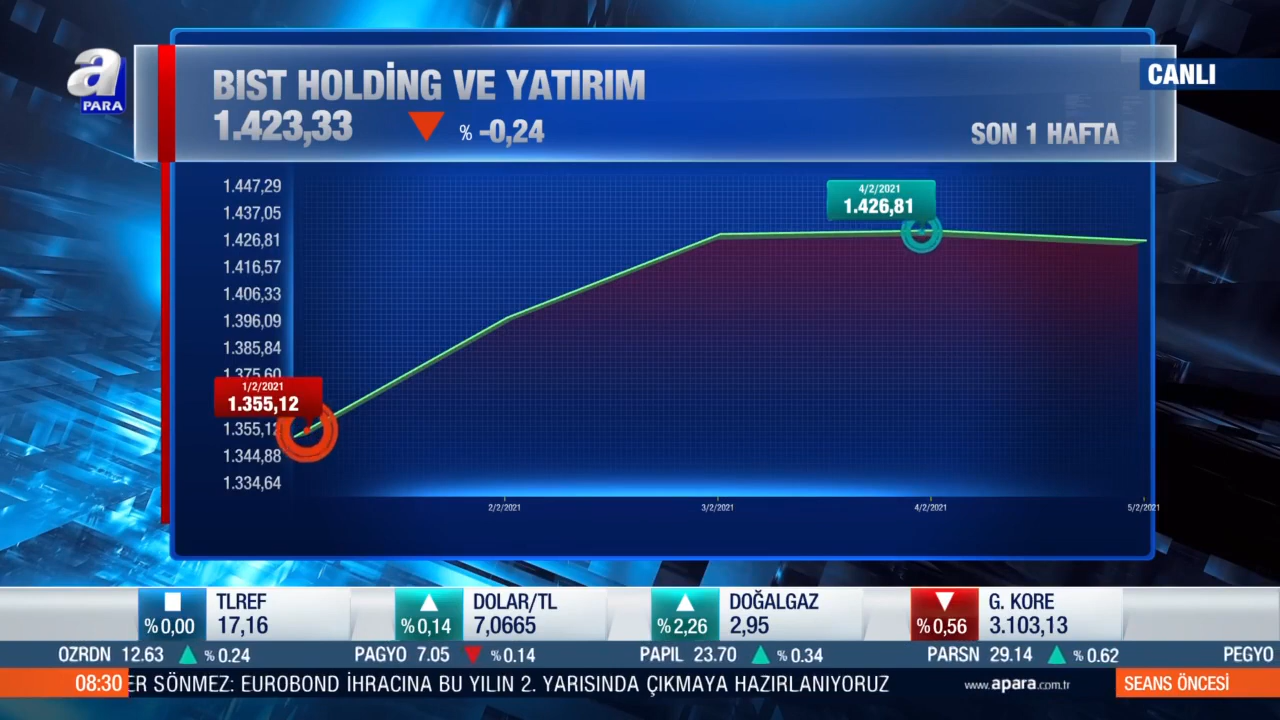 a
PARA
BIST HOLDİNG VE YATIRIM
1.423,33 % -0,24
SON 1 HAFTA
CANLI
1.447,29
1.437,05
1.426,81
1.416,57
1.406,33
1.396,09
1.385,84
1.375,60
1.355,12
1.344,88
1.334,64
1/2/2021
1.355,12
4/2/2021
1.426,81
2/2/2021 3/2/2021 4/2/2021 5/2/2021
% 0,00 TLREF 17,16
% 0,14 DOLAR/TL 7,0665
% 2,26 DOĞALGAZ 2,95
% 0,56 G. KORE 3.103,13
OZRDN 12.63 % 0.24 PAGYO 7.05 % 0.14 PAPIL 23.70 % 0.34 PARSN 29.14 % 0.62 PEGYO
08:30 ER SÖNMEZ: EUROBOND İHRACINA BU YILIN 2. YARISINDA ÇIKMAYA HAZIRLANIYORUZ www.apara.com.tr SEANS ÖNCESİ